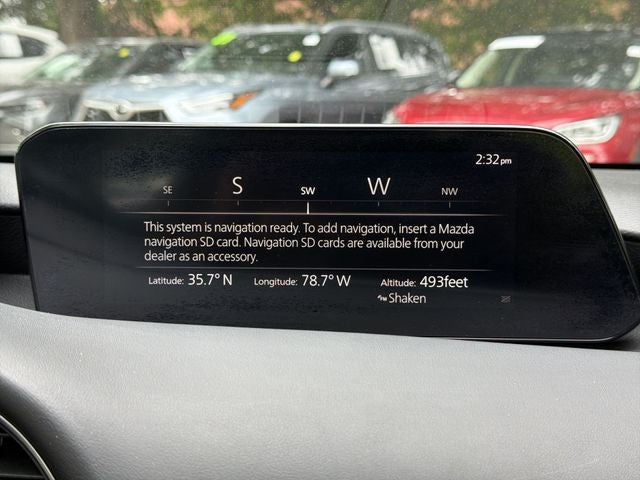 2:32pm
SE S SW W NW
This system is navigation ready. To add navigation, insert a Mazda
navigation SD card. Navigation SD cards are available from your
dealer as an accessory.
Latitude: 35.7° N Longitude: 78.7° W Altitude: 493feet
FM Shaken